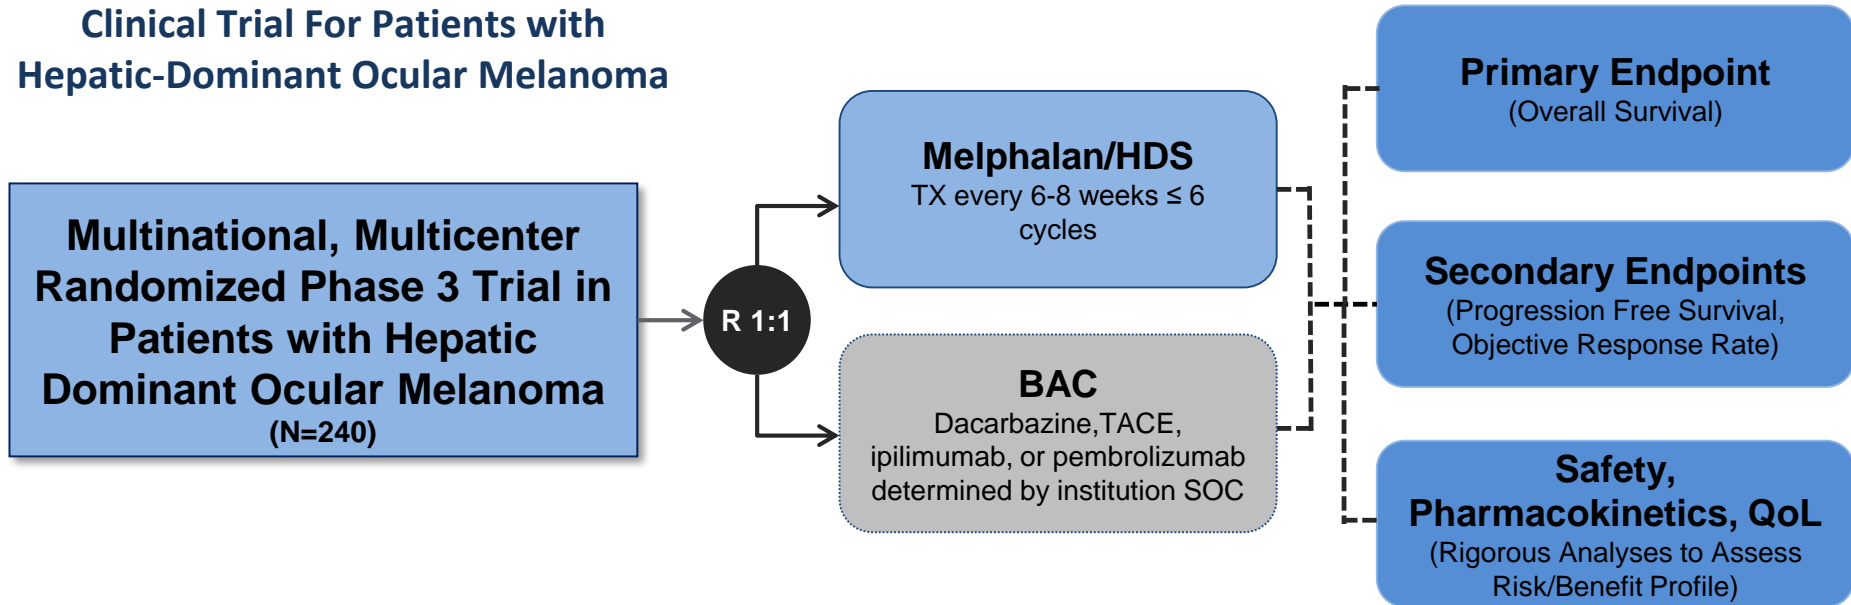 Clinical Trial For Patients with
Hepatic-Dominant Ocular Melanoma
Multinational, Multicenter
Randomized Phase 3 Trial in
Patients with Hepatic
Dominant Ocular Melanoma
(N=240)
R 1:1
Melphalan/HDS
TX every 6-8 weeks ≤ 6
cycles
BAC
Dacarbazine,TACE,
ipilimumab, or pembrolizumab
determined by institution SOC
Primary Endpoint
(Overall Survival)
Secondary Endpoints
(Progression Free Survival,
Objective Response Rate)
Safety,
Pharmacokinetics, QoL
(Rigorous Analyses to Assess
Risk/Benefit Profile)